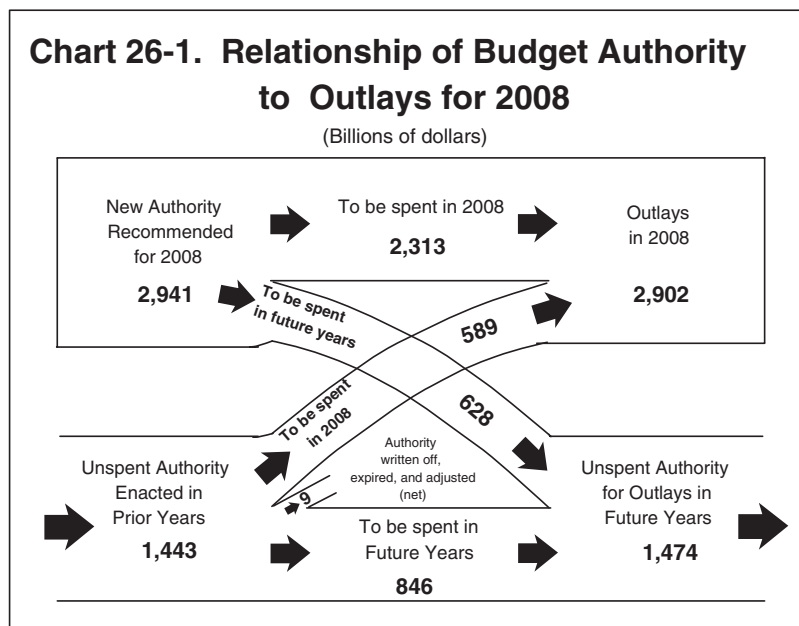 Chart 26-1. Relationship of Budget Authority
to Outlays for 2008
(Billions of dollars)
New Authority
Recommended
for 2008
2,941
To be spent in 2008
2,313
Outlays
in 2008
2,902
To be spent
in future years
628
To be spent
in 2008
589
Authority
written off,
expired, and adjusted
(net)
9
Unspent Authority
Enacted in
Prior Years
1,443
To be spent in
Future Years
846
Unspent Authority
for Outlays in
Future Years
1,474